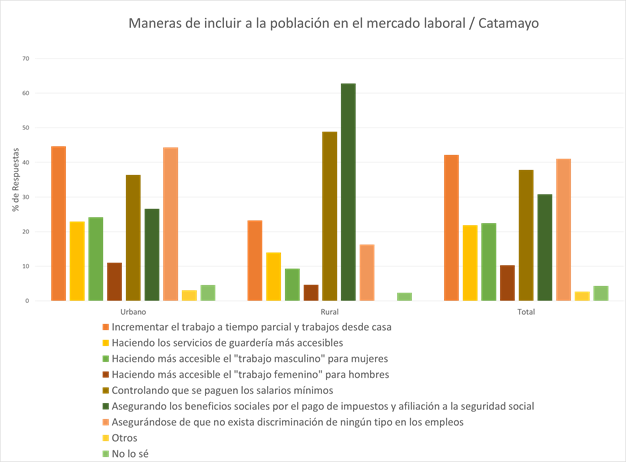 Maneras de incluir a la población en el mercado laboral / Catamayo
70
60
50
40
30
20
10
0
% de Respuestas
Urbano Rural Total
Incrementar el trabajo a tiempo parcial y trabajos desde casa
Haciendo los servicios de guardería más accesibles
Haciendo más accesible el "trabajo masculino" para mujeres
Haciendo más accesible el "trabajo femenino" para hombres
Controlando que se paguen los salarios mínimos
Asegurando los beneficios sociales por el pago de impuestos y afiliación a la seguridad social
Asegurándose de que no exista discriminación de ningún tipo en los empleos
Otros
No lo sé